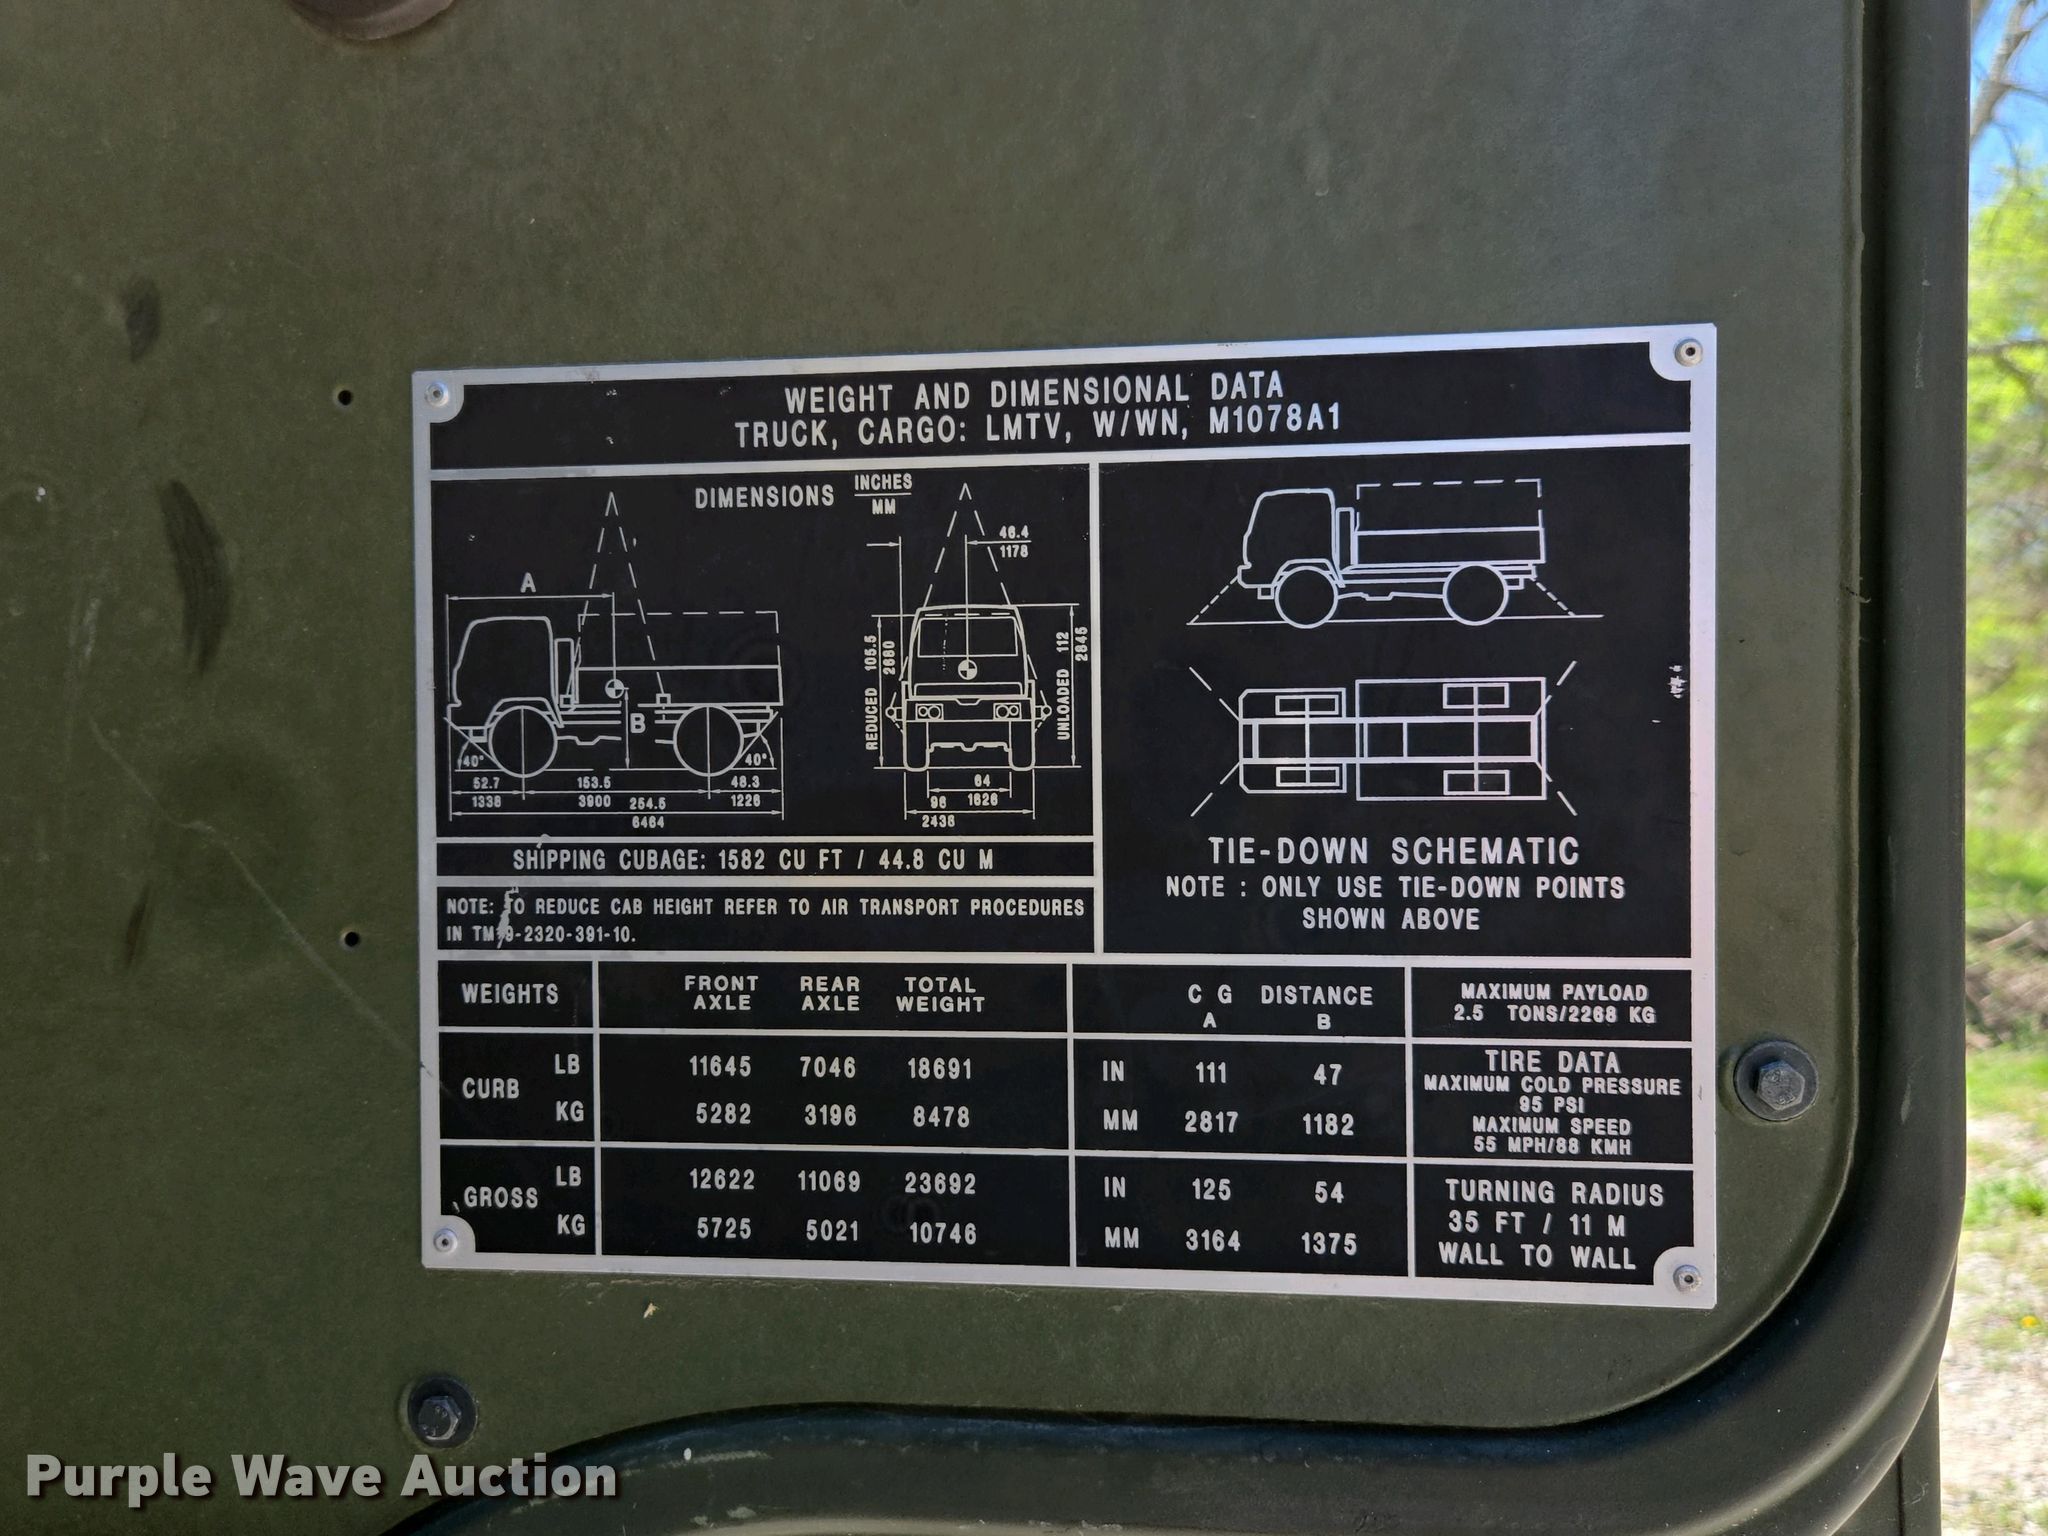 WEIGHT AND DIMENSIONAL DATA
TRUCK, CARGO: LMTV, W/WN, M1078A1
DIMENSIONS INCHES
MM
46.4
1178
A
B
40°
40°
52.7
1338
153.5
3900
48.3
1226
254.5
6464
REDUCED 105.5
2680
UNLOADED 112
2845
64
1626
96
2438
SHIPPING CUBAGE: 1582 CU FT / 44.8 CU M
NOTE: TO REDUCE CAB HEIGHT REFER TO AIR TRANSPORT PROCEDURES
IN TM 9-2320-391-10.
TIE-DOWN SCHEMATIC
NOTE : ONLY USE TIE-DOWN POINTS
SHOWN ABOVE
WEIGHTS
FRONT AXLE
REAR AXLE
TOTAL WEIGHT
C G DISTANCE
A B
MAXIMUM PAYLOAD
2.5 TONS/2268 KG
CURB
LB 11645 7046 18691
KG 5282 3196 8478
IN 111 47
MM 2817 1182
TIRE DATA
MAXIMUM COLD PRESSURE
95 PSI
MAXIMUM SPEED
55 MPH/88 KMH
GROSS
LB 12622 11069 23692
KG 5725 5021 10746
IN 125 54
MM 3164 1375
TURNING RADIUS
35 FT / 11 M
WALL TO WALL
Purple Wave Auction